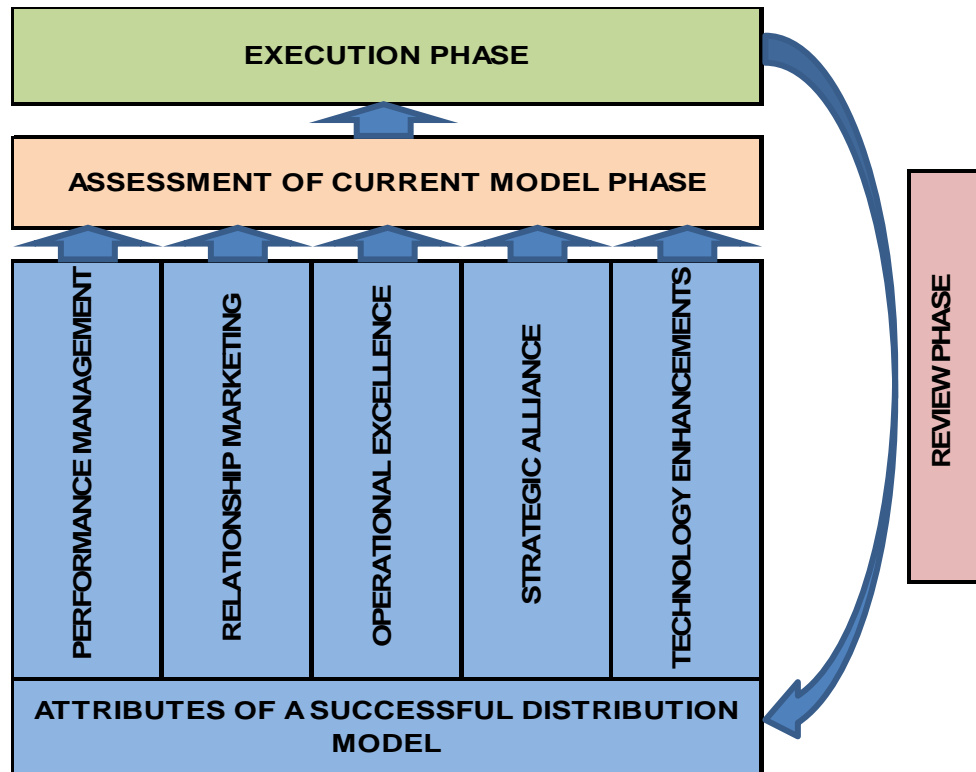 EXECUTION PHASE
ASSESSMENT OF CURRENT MODEL PHASE
PERFORMANCE MANAGEMENT
RELATIONSHIP MARKETING
OPERATIONAL EXCELLENCE
STRATEGIC ALLIANCE
TECHNOLOGY ENHANCEMENTS
REVIEW PHASE
ATTRIBUTES OF A SUCCESSFUL DISTRIBUTION
MODEL